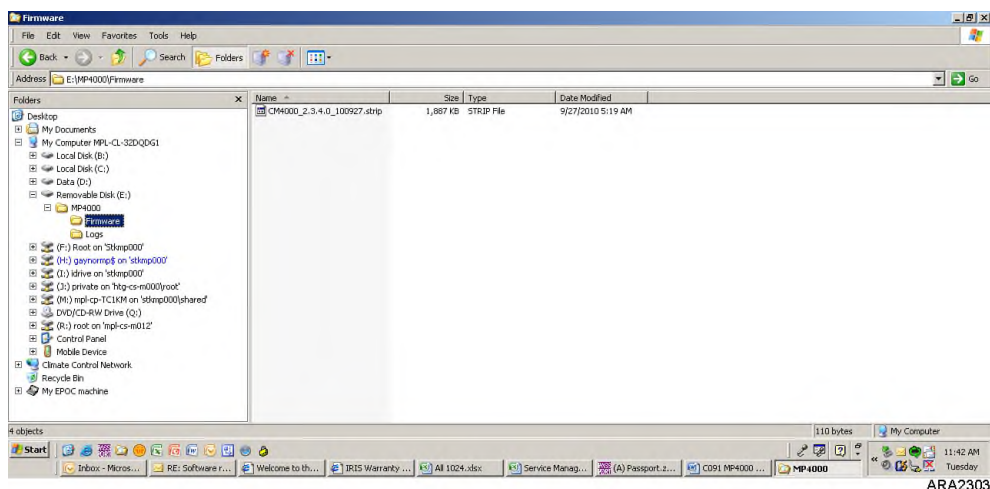 Firmware
File Edit View Favorites Tools Help
Back Search Folders
Address E:\MP4000\Firmware Go
Folders
Name Size Type Date Modified
CM4000_2.3.4.0_100927.strip 1,887 KB STRIP File 9/27/2010 5:19 AM
Desktop
My Documents
My Computer MPL-CL-32DQDG1
Local Disk (B:)
Local Disk (C:)
Data (D:)
Removable Disk (E:)
MP4000
Firmware
Logs
(F:) Root on 'Stkmp000'
(H:) gaynormp$ on 'stkmp000'
(I:) idrive on 'stkmp000'
(J:) private on 'htg-cs-m000\root'
(M:) mpl-cp-TC1KM on 'stkmp000\shared'
DVD/CD-RW Drive (Q:)
(R:) root on 'mpl-cs-m012'
Control Panel
Mobile Device
Climate Control Network
Recycle Bin
My EPOC machine
4 objects 110 bytes My Computer
Start
Inbox - Micros... RE: Software r... Welcome to th... IRIS Warranty ... All 1024.xlsx Service Manag... (A) Passport.z... C091 MP4000 ... MP4000
11:42 AM
Tuesday
ARA2303